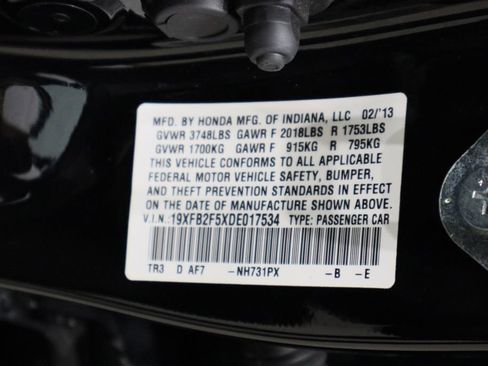 MFD. BY HONDA MFG. OF INDIANA, LLC 02/'13
GVWR 3748LBS GAWR F 2018LBS R 1753LBS
GVWR 1700KG GAWR F 915KG R 795KG
THIS VEHICLE CONFORMS TO ALL APPLICABLE
FEDERAL MOTOR VEHICLE SAFETY, BUMPER,
AND THEFT PREVENTION STANDARDS IN EFFECT
ON THE DATE OF MANUFACTURE SHOWN ABOVE.
V.I.N.:19XFB2F5XDE017534 TYPE: PASSENGER CAR
TR3 D AF7 -NH731PX -B -E